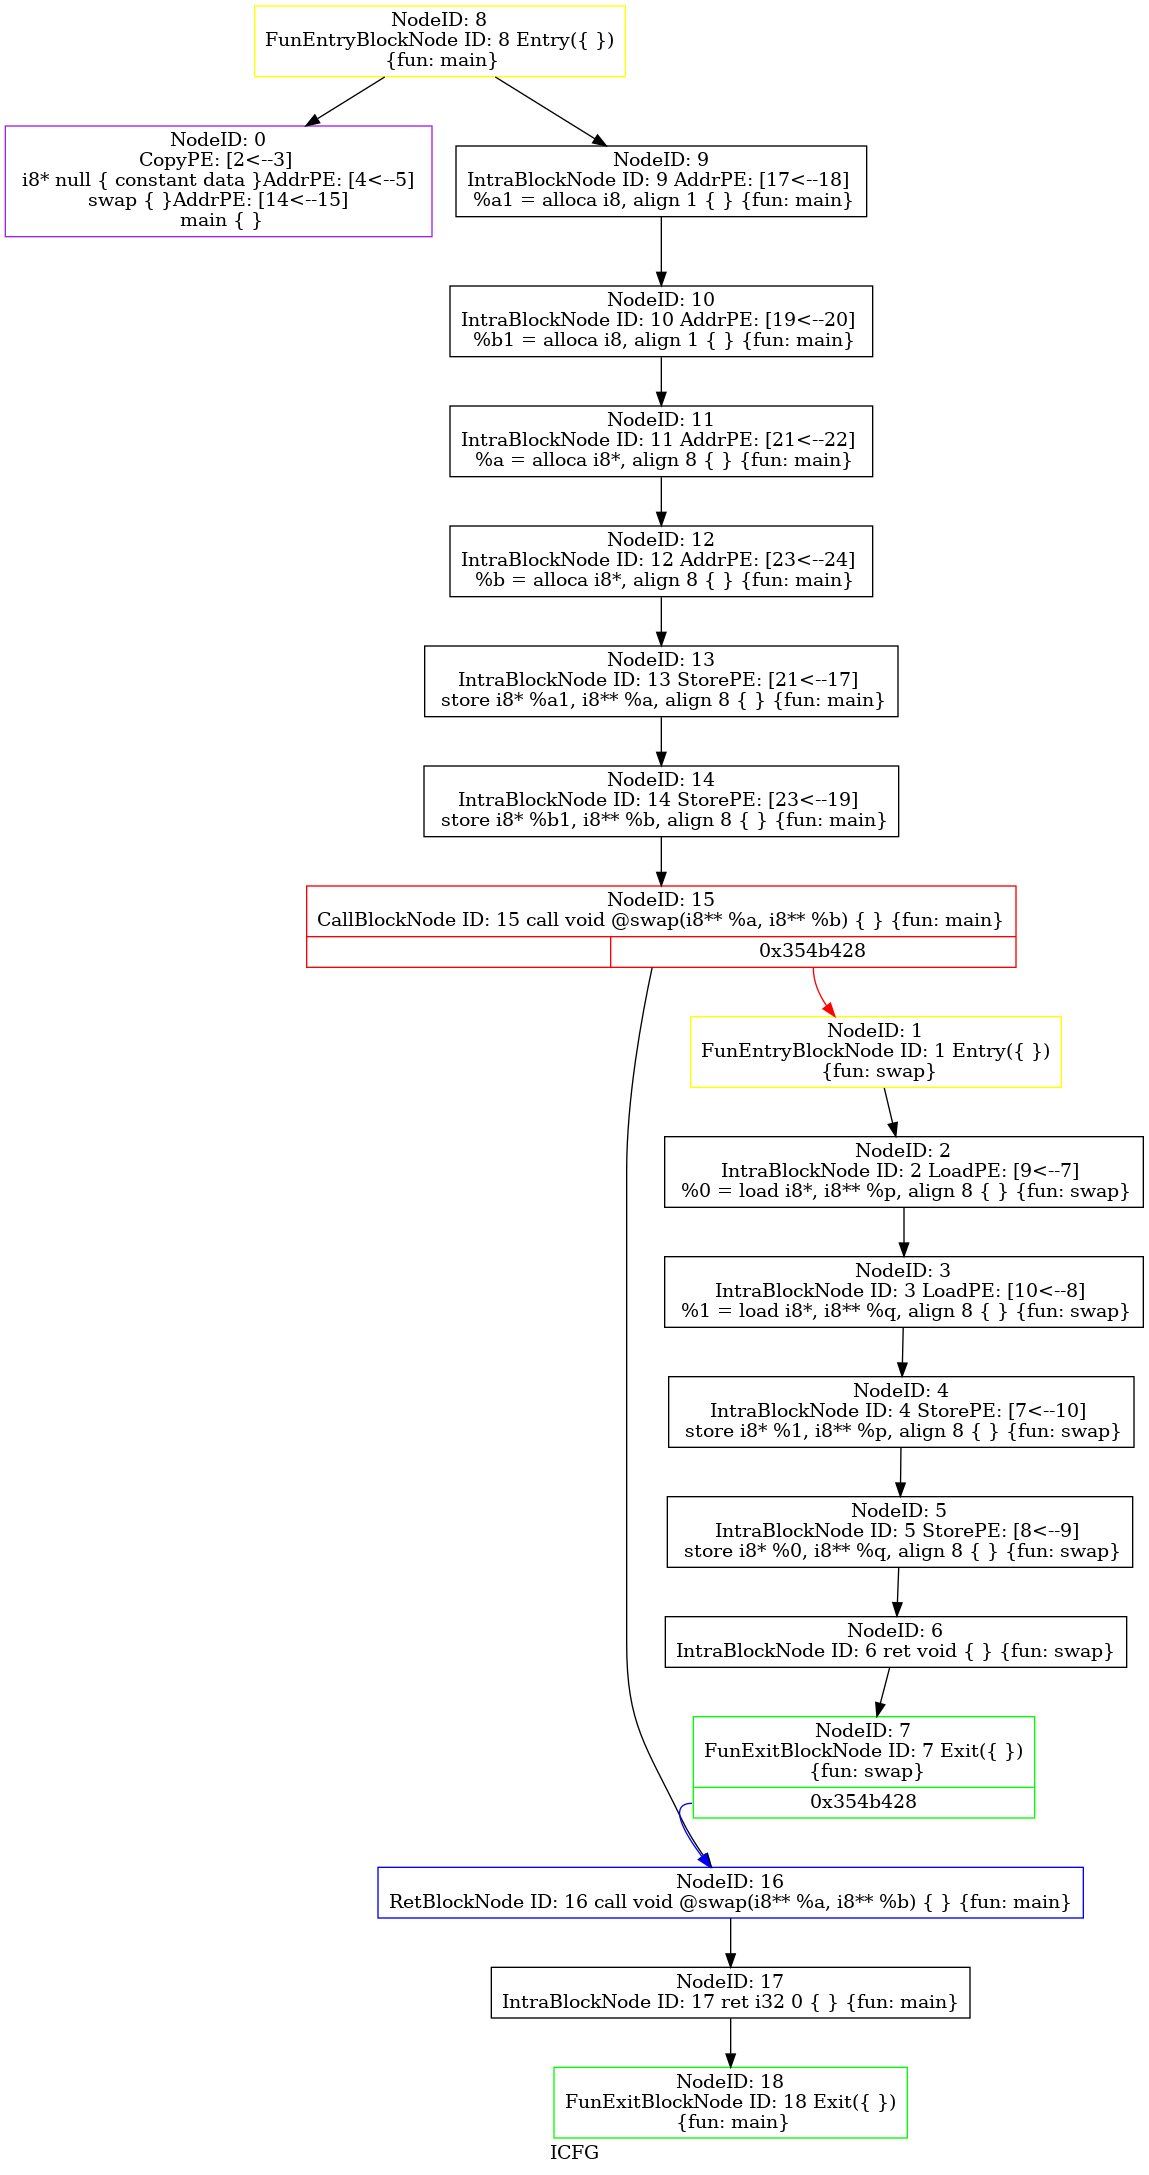 NodeID: 8
FunEntryBlockNode ID: 8 Entry({ })
{fun: main}
NodeID: 0
CopyPE: [2<--3]
i8* null { constant data }AddrPE: [4<--5]
swap { }AddrPE: [14<--15]
main { }
NodeID: 9
IntraBlockNode ID: 9 AddrPE: [17<--18]
%a1 = alloca i8, align 1 { } {fun: main}
NodeID: 10
IntraBlockNode ID: 10 AddrPE: [19<--20]
%b1 = alloca i8, align 1 { } {fun: main}
NodeID: 11
IntraBlockNode ID: 11 AddrPE: [21<--22]
%a = alloca i8*, align 8 { } {fun: main}
NodeID: 12
IntraBlockNode ID: 12 AddrPE: [23<--24]
%b = alloca i8*, align 8 { } {fun: main}
NodeID: 13
IntraBlockNode ID: 13 StorePE: [21<--17]
store i8* %a1, i8** %a, align 8 { } {fun: main}
NodeID: 14
IntraBlockNode ID: 14 StorePE: [23<--19]
store i8* %b1, i8** %b, align 8 { } {fun: main}
NodeID: 15
CallBlockNode ID: 15 call void @swap(i8** %a, i8** %b) { } {fun: main}
0x354b428
NodeID: 1
FunEntryBlockNode ID: 1 Entry({ })
{fun: swap}
NodeID: 2
IntraBlockNode ID: 2 LoadPE: [9<--7]
%0 = load i8*, i8** %p, align 8 { } {fun: swap}
NodeID: 3
IntraBlockNode ID: 3 LoadPE: [10<--8]
%1 = load i8*, i8** %q, align 8 { } {fun: swap}
NodeID: 4
IntraBlockNode ID: 4 StorePE: [7<--10]
store i8* %1, i8** %p, align 8 { } {fun: swap}
NodeID: 5
IntraBlockNode ID: 5 StorePE: [8<--9]
store i8* %0, i8** %q, align 8 { } {fun: swap}
NodeID: 6
IntraBlockNode ID: 6 ret void { } {fun: swap}
NodeID: 7
FunExitBlockNode ID: 7 Exit({ })
{fun: swap}
0x354b428
NodeID: 16
RetBlockNode ID: 16 call void @swap(i8** %a, i8** %b) { } {fun: main}
NodeID: 17
IntraBlockNode ID: 17 ret i32 0 { } {fun: main}
NodeID: 18
FunExitBlockNode ID: 18 Exit({ })
{fun: main}
ICFG